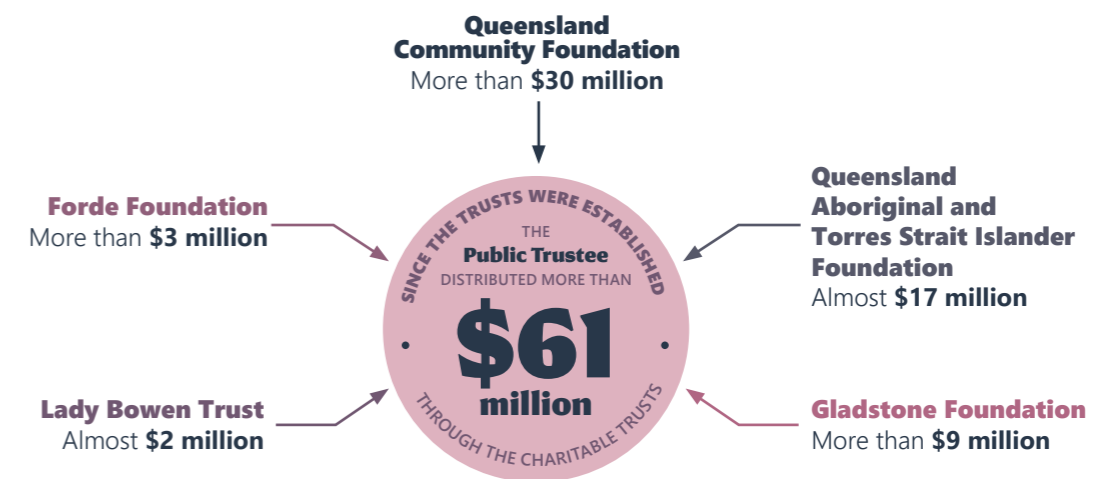 Queensland
Community Foundation
More than $30 million
Forde Foundation
More than $3 million
Queensland
Aboriginal and
Torres Strait Islander
Foundation
Almost $17 million
SINCE THE TRUSTS WERE ESTABLISHED
THE
Public Trustee
DISTRIBUTED MORE THAN
$61
million
THROUGH THE CHARITABLE TRUSTS
Lady Bowen Trust
Almost $2 million
Gladstone Foundation
More than $9 million